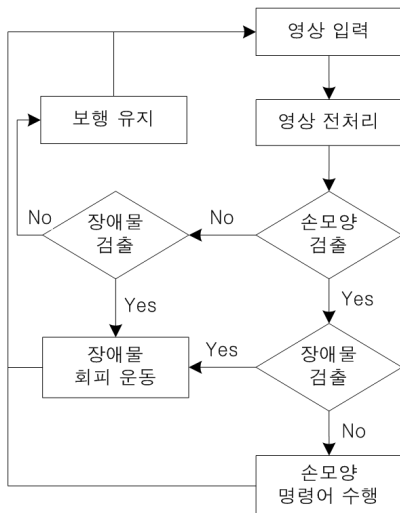 영상 입력
보행 유지
영상 전처리
No
장애물
검출
No
손모양
검출
Yes
Yes
장애물
회피 운동
Yes
장애물
검출
No
손모양
명령어 수행